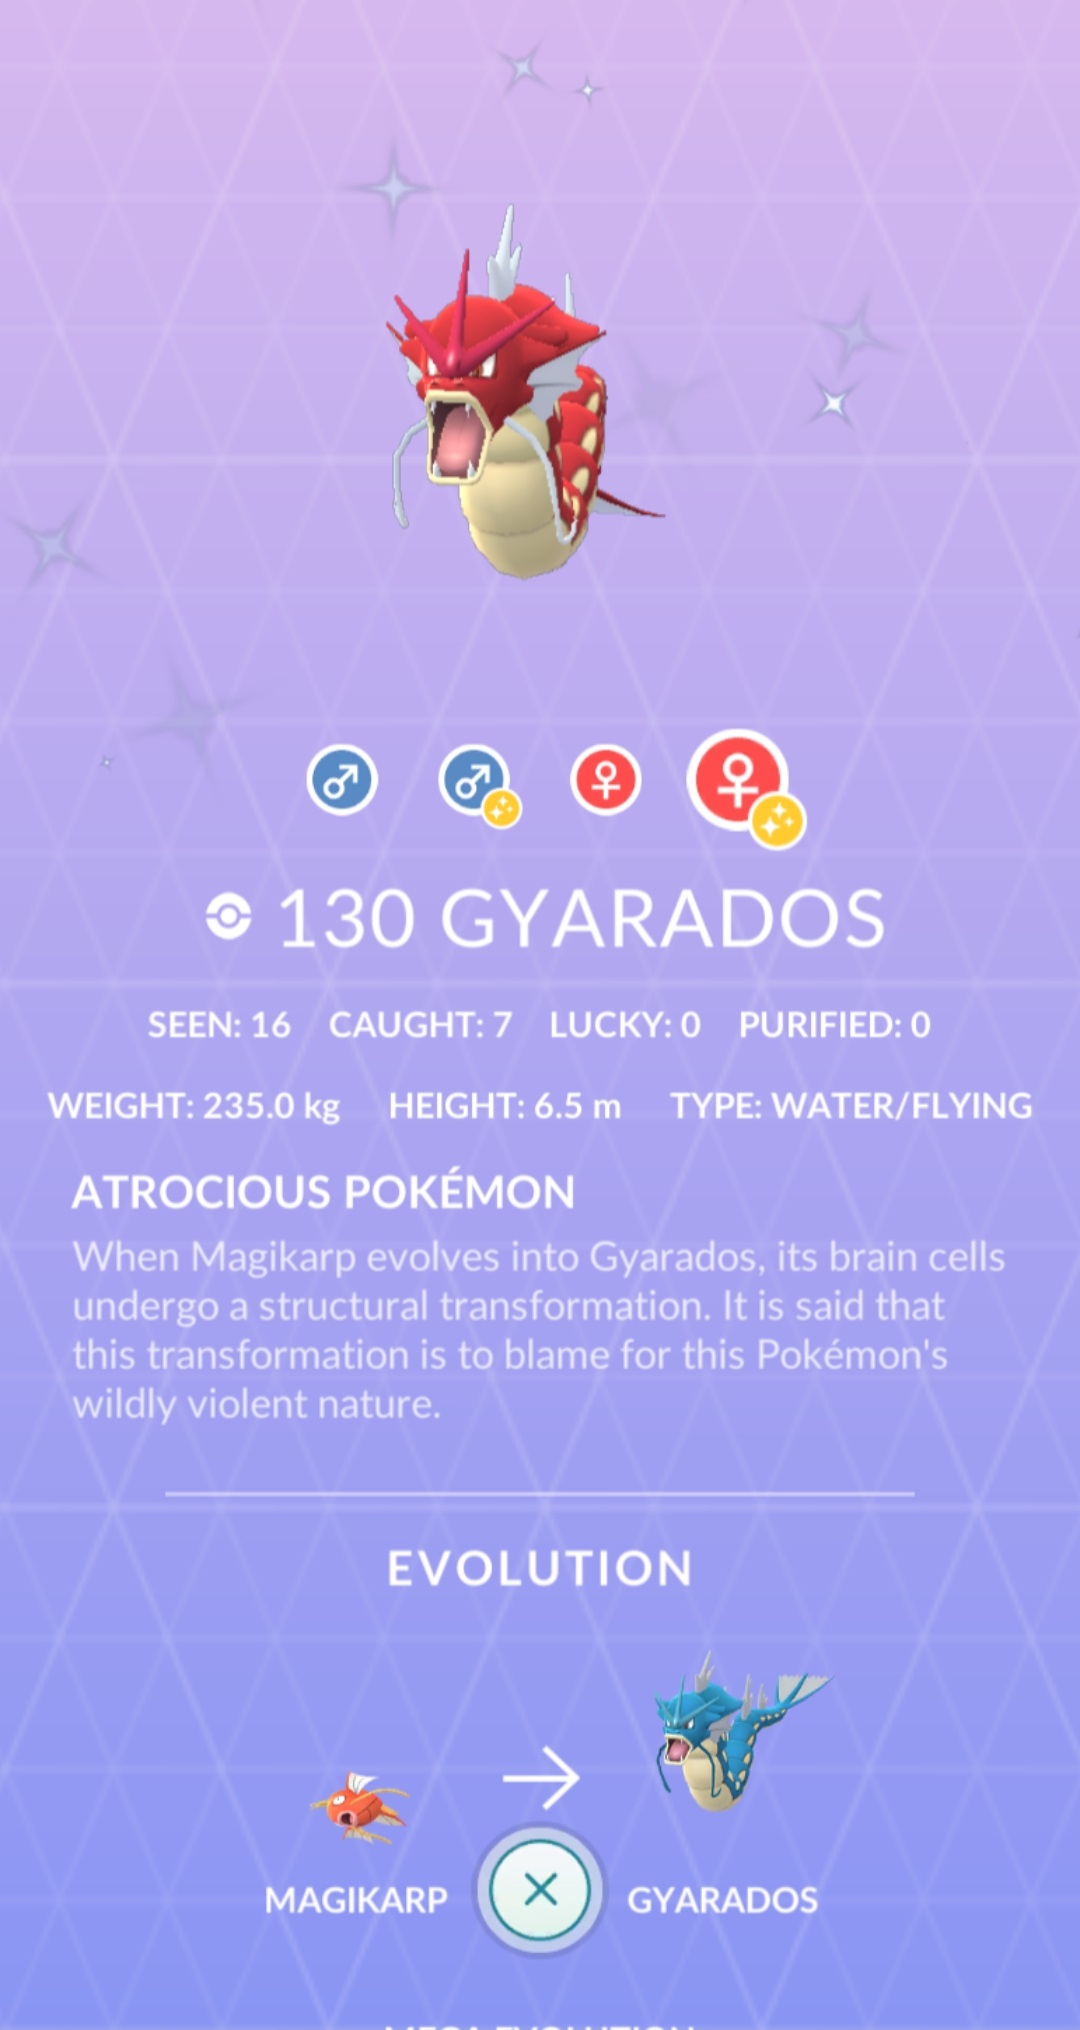 130 GYARADOS
SEEN: 16 CAUGHT: 7 LUCKY: 0 PURIFIED: 0
WEIGHT: 235.0 kg HEIGHT: 6.5 m TYPE: WATER/FLYING
ATROCIOUS POKÉMON
When Magikarp evolves into Gyarados, its brain cells
undergo a structural transformation. It is said that
this transformation is to blame for this Pokémon's
wildly violent nature.
EVOLUTION
MAGIKARP GYARADOS